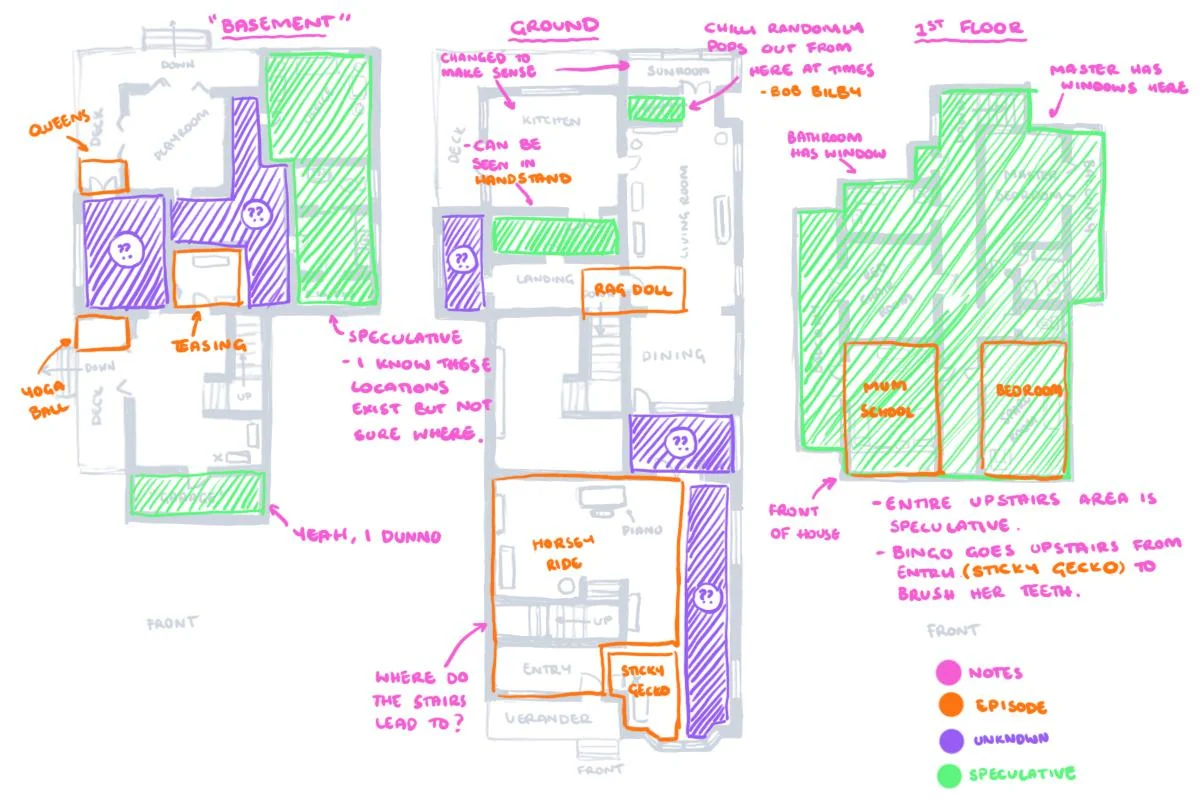 "BASEMENT"
DOWN
QUEENS
DECK
PLAYROOM
??
??
TEASING
YOGA
BALL
DOWN
DECK
UP
X
GARAGE
SPECULATIVE
- I KNOW THESE
LOCATIONS
EXIST BUT NOT
SURE WHERE.
YEAH, I DUNNO
FRONT
GROUND
CHANGED TO
MAKE SENSE
SUNROOM
CHILLI RANDOMLY
POPS OUT FROM
HERE AT TIMES
- BOB BILBY
KITCHEN
DECK
- CAN BE
SEEN IN
HANDSTAND
LIVING ROOM
??
LANDING
RAG DOLL
DINING
??
PIANO
HORSEY
RIDE
??
UP
ENTRY
STICKY
GECKO
WHERE DO
THE STAIRS
LEAD TO?
VERANDER
FRONT
1ST FLOOR
MASTER HAS
WINDOWS HERE
BATHROOM
HAS WINDOW
MASTER
BEDROOM
BALCONY
MUM
SCHOOL
BEDROOM
FRONT
OF HOUSE
- ENTIRE UPSTAIRS AREA IS
SPECULATIVE.
- BINGO GOES UPSTAIRS FROM
ENTRY (STICKY GECKO) TO
BRUSH HER TEETH.
FRONT
NOTES
EPISODE
UNKNOWN
SPECULATIVE